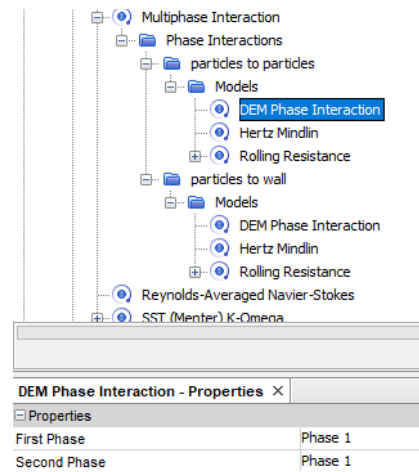 Multiphase Interaction
Phase Interactions
particles to particles
Models
DEM Phase Interaction
Hertz Mindlin
Rolling Resistance
particles to wall
Models
DEM Phase Interaction
Hertz Mindlin
Rolling Resistance
Reynolds-Averaged Navier-Stokes
SST (Menter) K-Omega
DEM Phase Interaction - Properties ×
Properties
First Phase Phase 1
Second Phase Phase 1